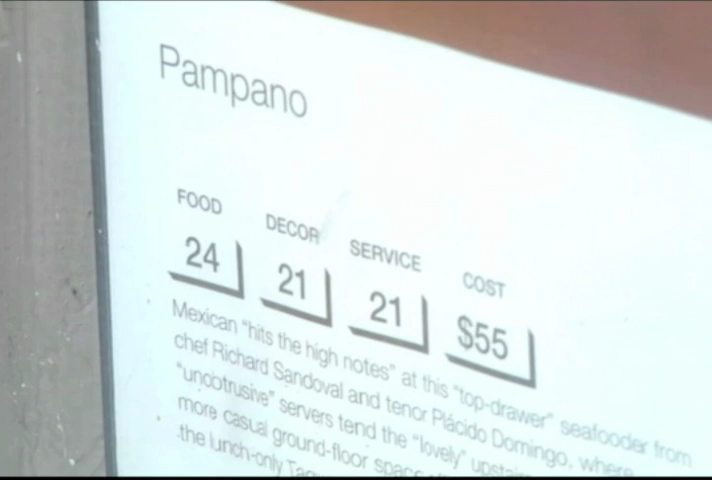 Pampano
FOOD DECOR SERVICE COST
24 21 21 $55
Mexican "hits the high notes" at this "top-drawer" seafooder from
chef Richard Sandoval and tenor Plácido Domingo, where
"unobtrusive" servers tend the "lovely"
more casual ground-floor space
the lunch-only